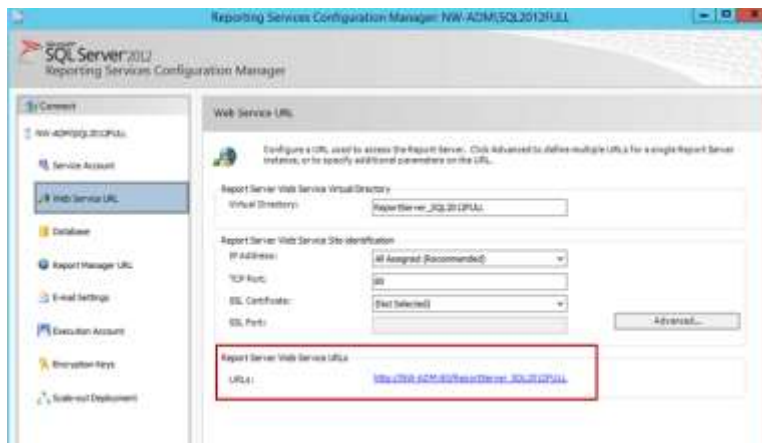 Reporting Services Configuration Manager: NW-ADM\SQL2012FULL
Microsoft
SQL Server 2012
Reporting Services Configuration Manager
Connect
NW-ADM\SQL2012FULL
Service Account
Web Service URL
Database
Report Manager URL
E-mail Settings
Execution Account
Encryption Keys
Scale-out Deployment
Web Service URL
Configure a URL used to access the Report Server. Click Advanced to define multiple URLs for a single Report Server
instance, or to specify additional parameters on the URL.
Report Server Web Service Virtual Directory
Virtual Directory: ReportServer_SQL2012FULL
Report Server Web Service Site identification
IP Address: All Assigned (Recommended)
TCP Port: 80
SSL Certificate: (Not Selected)
SSL Port:
Advanced...
Report Server Web Service URLs
URLs: http://NW-ADM:80/ReportServer_SQL2012FULL